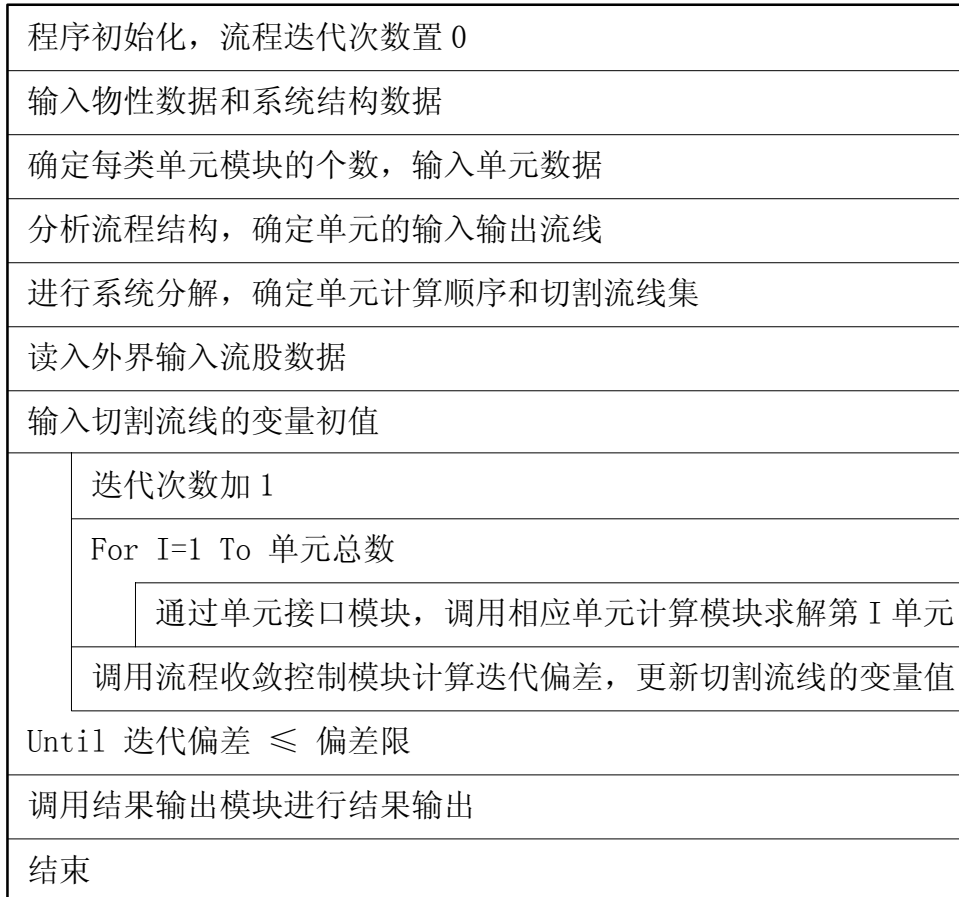 程序初始化，流程迭代次数置 0
输入物性数据和系统结构数据
确定每类单元模块的个数，输入单元数据
分析流程结构，确定单元的输入输出流线
进行系统分解，确定单元计算顺序和切割流线集
读入外界输入流股数据
输入切割流线的变量初值
迭代次数加 1
For I=1 To 单元总数
通过单元接口模块，调用相应单元计算模块求解第 I 单元
调用流程收敛控制模块计算迭代偏差，更新切割流线的变量值
Until 迭代偏差 ≤ 偏差限
调用结果输出模块进行结果输出
结束